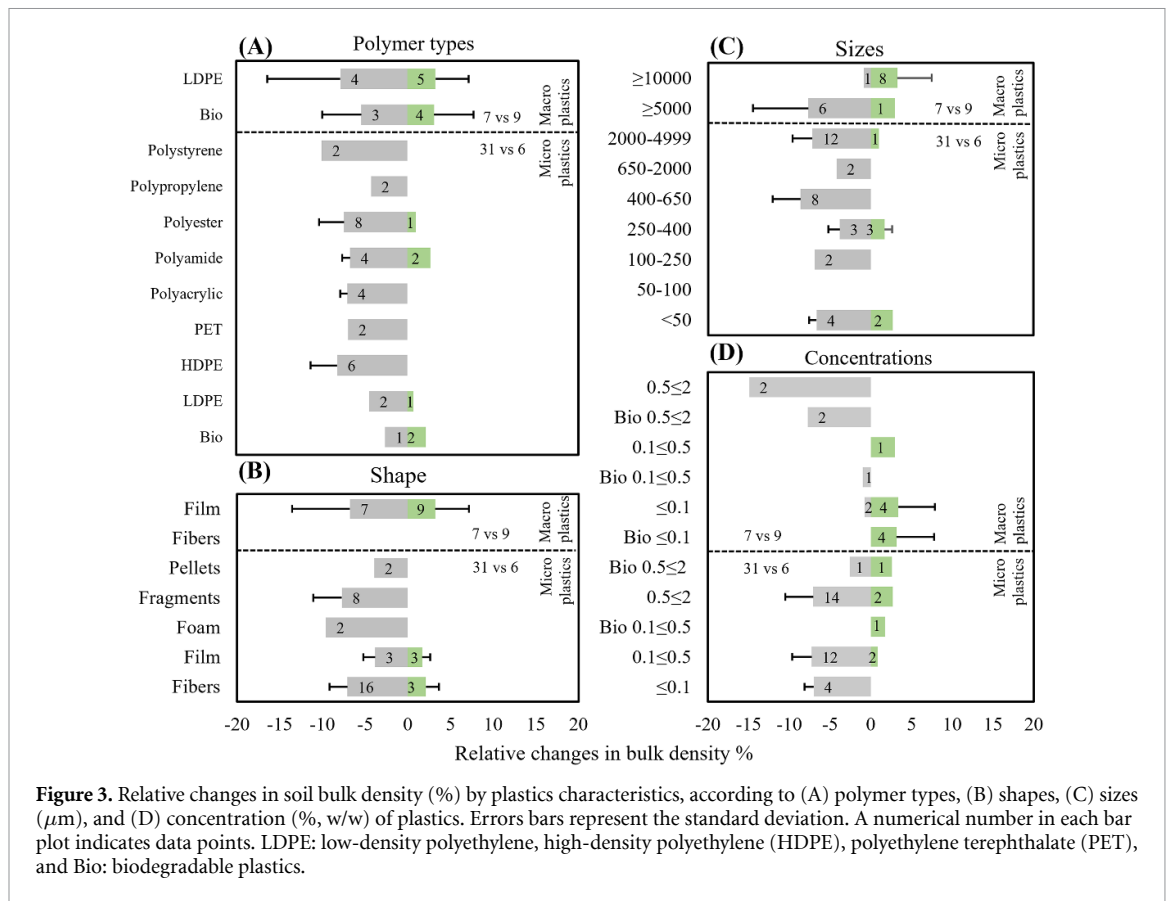 (A) Polymer types
LDPE 4 5
Bio 3 4 7 vs 9
Macro
plastics
Polystyrene 2 31 vs 6
Micro
plastics
Polypropylene 2
Polyester 8 1
Polyamide 4 2
Polyacrylic 4
PET 2
HDPE 6
LDPE 2 1
Bio 1 2
(B) Shape
Film 7 9
Fibers 7 vs 9
Macro
plastics
Pellets 2 31 vs 6
Micro
plastics
Fragments 8
Foam 2
Film 3 3
Fibers 16 3
-20 -15 -10 -5 0 5 10 15 20
(C) Sizes
≥10000 1 8
≥5000 6 1 7 vs 9
Macro
plastics
2000-4999 12 1 31 vs 6
Micro
plastics
650-2000 2
400-650 8
250-400 3 3
100-250 2
50-100
<50 4 2
(D) Concentrations
0.5≤2 2
Bio 0.5≤2 2
0.1≤0.5 1
Bio 0.1≤0.5 1
≤0.1 2 4
Bio ≤0.1 4 7 vs 9
Macro
plastics
Bio 0.5≤2 31 vs 6 1 1
Micro
plastics
0.5≤2 14 2
Bio 0.1≤0.5 1
0.1≤0.5 12 2
≤0.1 4
-20 -15 -10 -5 0 5 10 15 20
Relative changes in bulk density %
Figure 3. Relative changes in soil bulk density (%) by plastics characteristics, according to (A) polymer types, (B) shapes, (C) sizes
(μm), and (D) concentration (%, w/w) of plastics. Errors bars represent the standard deviation. A numerical number in each bar
plot indicates data points. LDPE: low-density polyethylene, high-density polyethylene (HDPE), polyethylene terephthalate (PET),
and Bio: biodegradable plastics.